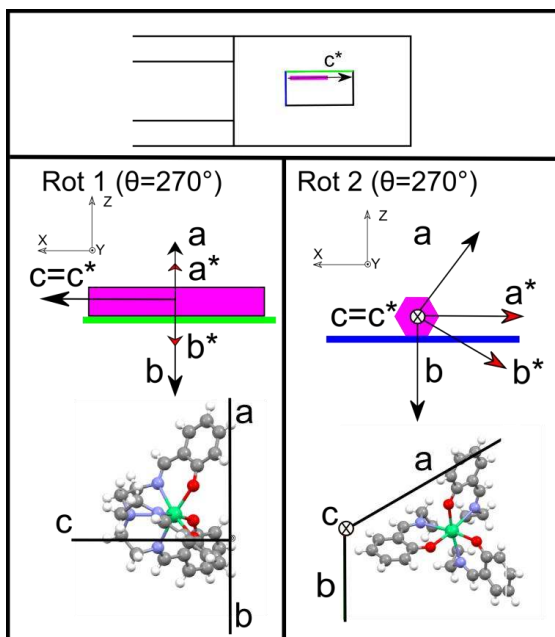 c*
Rot 1 (θ=270°)
Z
X
Y
a
a*
c=c*
b*
b
a
c
b
Rot 2 (θ=270°)
Z
X
Y
a
a*
c=c*
b*
b
a
c
b